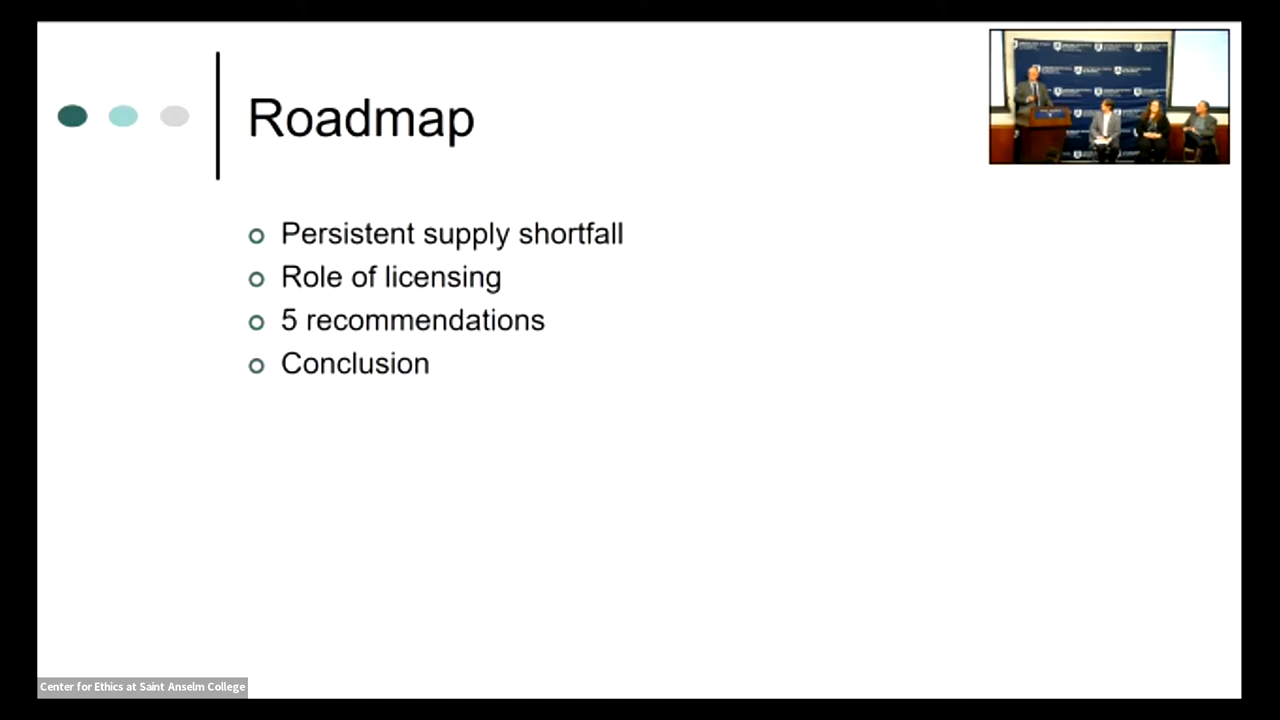 Roadmap
Persistent supply shortfall
Role of licensing
5 recommendations
Conclusion
Center for Ethics at Saint Anselm College